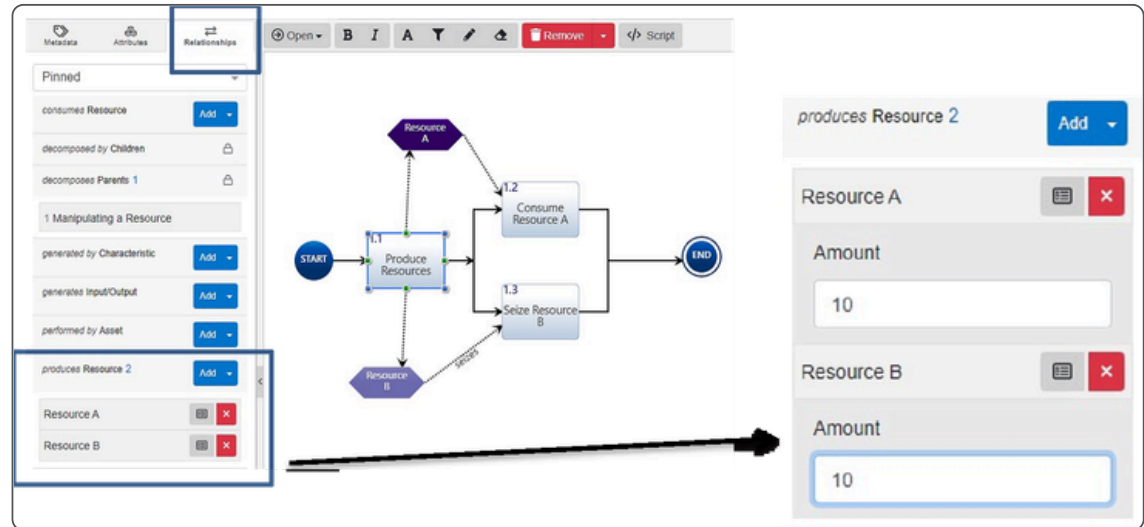 Metadata
Attributes
Relationships
Open
B I A
Remove
</> Script
Pinned
consumes Resource
Add
decomposed by Children
decomposes Parents 1
1 Manipulating a Resource
generated by Characteristic
Add
generates Input/Output
Add
performed by Asset
Add
produces Resource 2
Add
Resource A
Resource B
Resource
A
START
1.1
Produce
Resources
1.2
Consume
Resource A
1.3
Seize Resource
B
END
Resource
B
seizes
produces Resource 2
Add
Resource A
Amount
10
Resource B
Amount
10